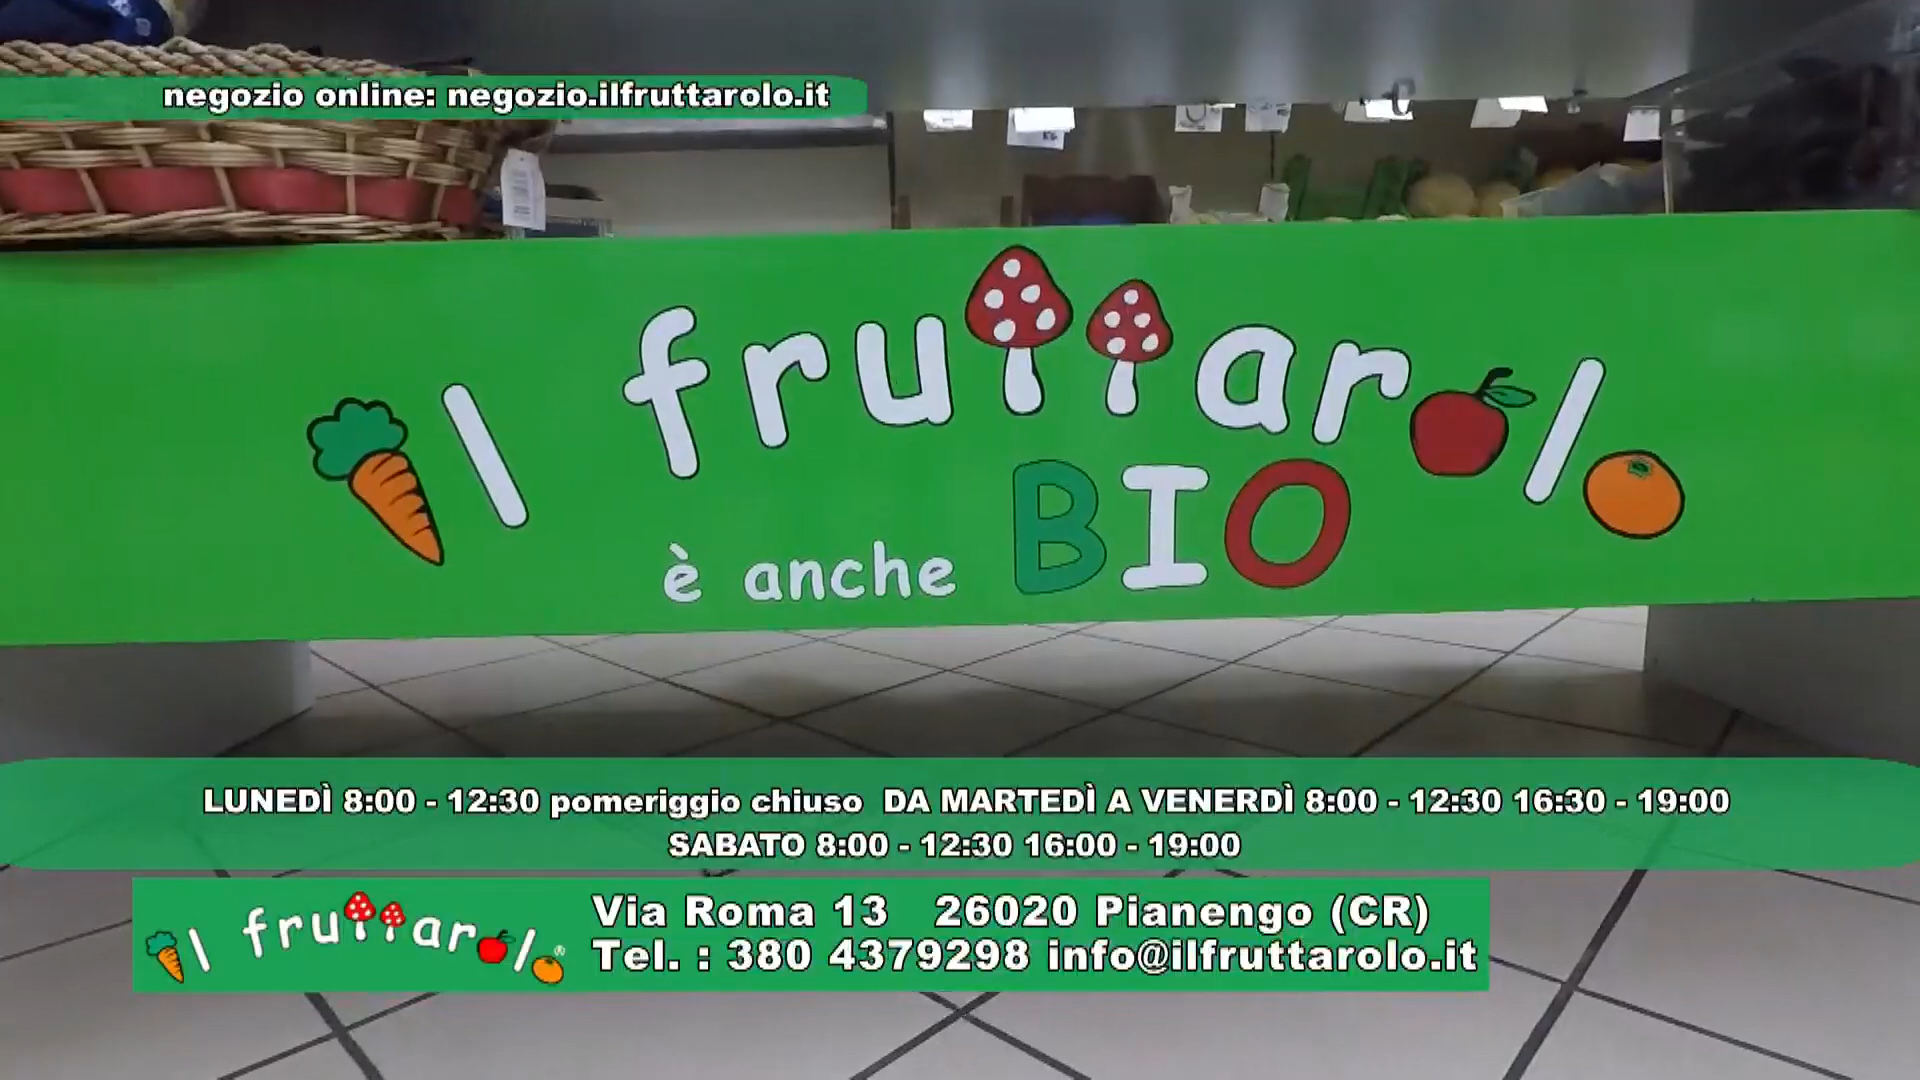 negozio online: negozio.ilfruttarolo.it
il fruttarolo
è anche BIO
LUNEDÌ 8:00 - 12:30 pomeriggio chiuso DA MARTEDÌ A VENERDÌ 8:00 - 12:30 16:30 - 19:00
SABATO 8:00 - 12:30 16:00 - 19:00
il fruttarolo®
Via Roma 13 26020 Pianengo (CR)
Tel. : 380 4379298 info@ilfruttarolo.it